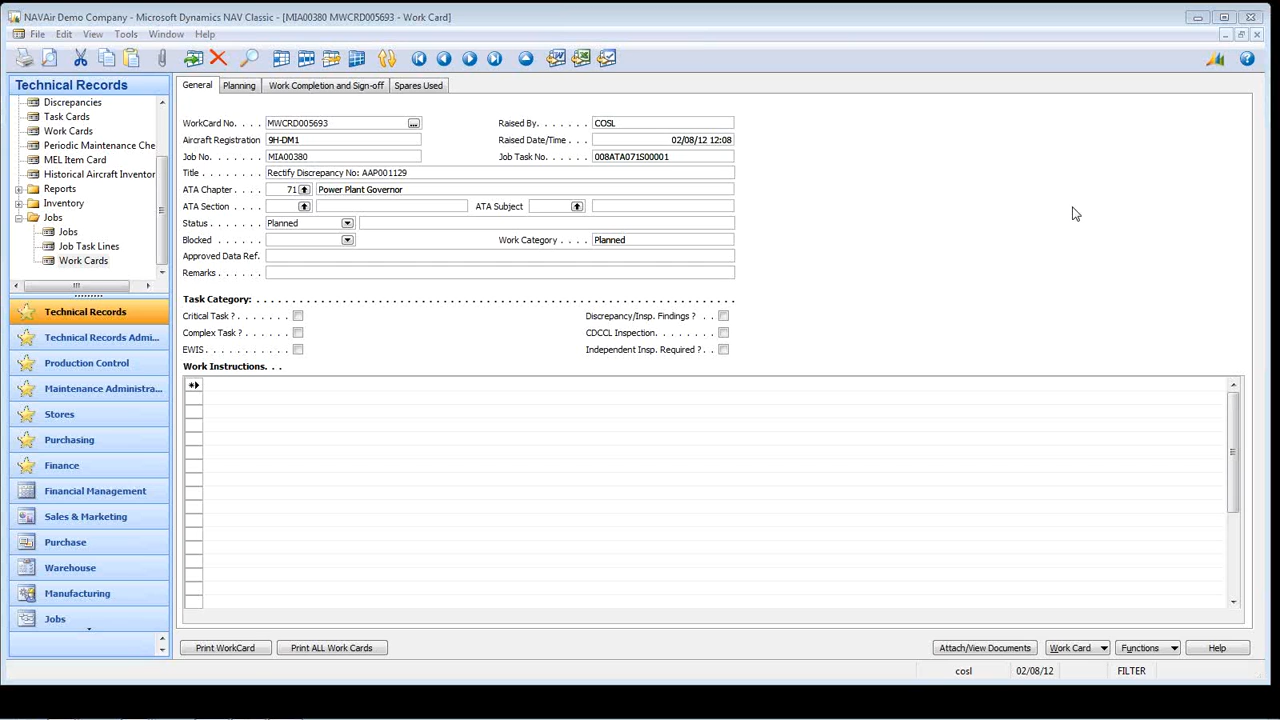 NAVAir Demo Company - Microsoft Dynamics NAV Classic - [MIA00380 MWCRD005693 - Work Card]
File Edit View Tools Window Help
Technical Records
Discrepancies
Task Cards
Work Cards
Periodic Maintenance Che
MEL Item Card
Historical Aircraft Inventor
Reports
Inventory
Jobs
Jobs
Job Task Lines
Work Cards
Technical Records
Technical Records Admi...
Production Control
Maintenance Administra...
Stores
Purchasing
Finance
Financial Management
Sales & Marketing
Purchase
Warehouse
Manufacturing
Jobs
General Planning Work Completion and Sign-off Spares Used
WorkCard No. . . . MWCRD005693 ... Raised By. . . . . . . COSL
Aircraft Registration 9H-DM1 Raised Date/Time . . . . 02/08/12 12:08
Job No. . . . . . . . MIA00380 Job Task No. . . . . . 008ATA071S00001
Title . . . . . . . . . Rectify Discrepancy No: AAP001129
ATA Chapter . . . . 71 Power Plant Governor
ATA Section . . . . ATA Subject . . . .
Status . . . . . . . . Planned
Blocked . . . . . . . Work Category . . . . Planned
Approved Data Ref.
Remarks . . . . . .
Task Category: . . . . . . . . . . . . . . . . . . . . . . . . . . . . . . . . . . . . . . . . . . . . . . . . . . . . . . . . . . .
Critical Task ? . . . . . . . Discrepancy/Insp. Findings ? . .
Complex Task ? . . . . . . CDCCL Inspection. . . . . . .
EWIS . . . . . . . . . . . Independent Insp. Required ? . .
Work Instructions. . .
Print WorkCard Print ALL Work Cards Attach/View Documents Work Card Functions Help
cosl 02/08/12 FILTER